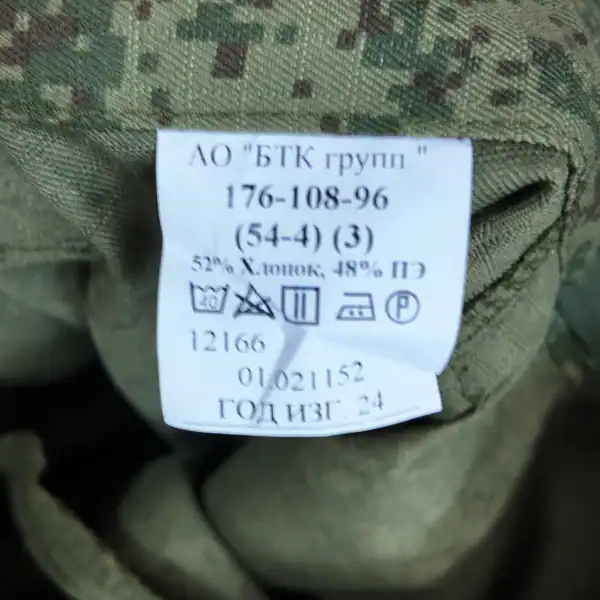 АО "БТК групп "
176-108-96
(54-4) (3)
52% Хлопок, 48% ПЭ
40 P
12166
01.021152
ГОД ИЗГ. 24